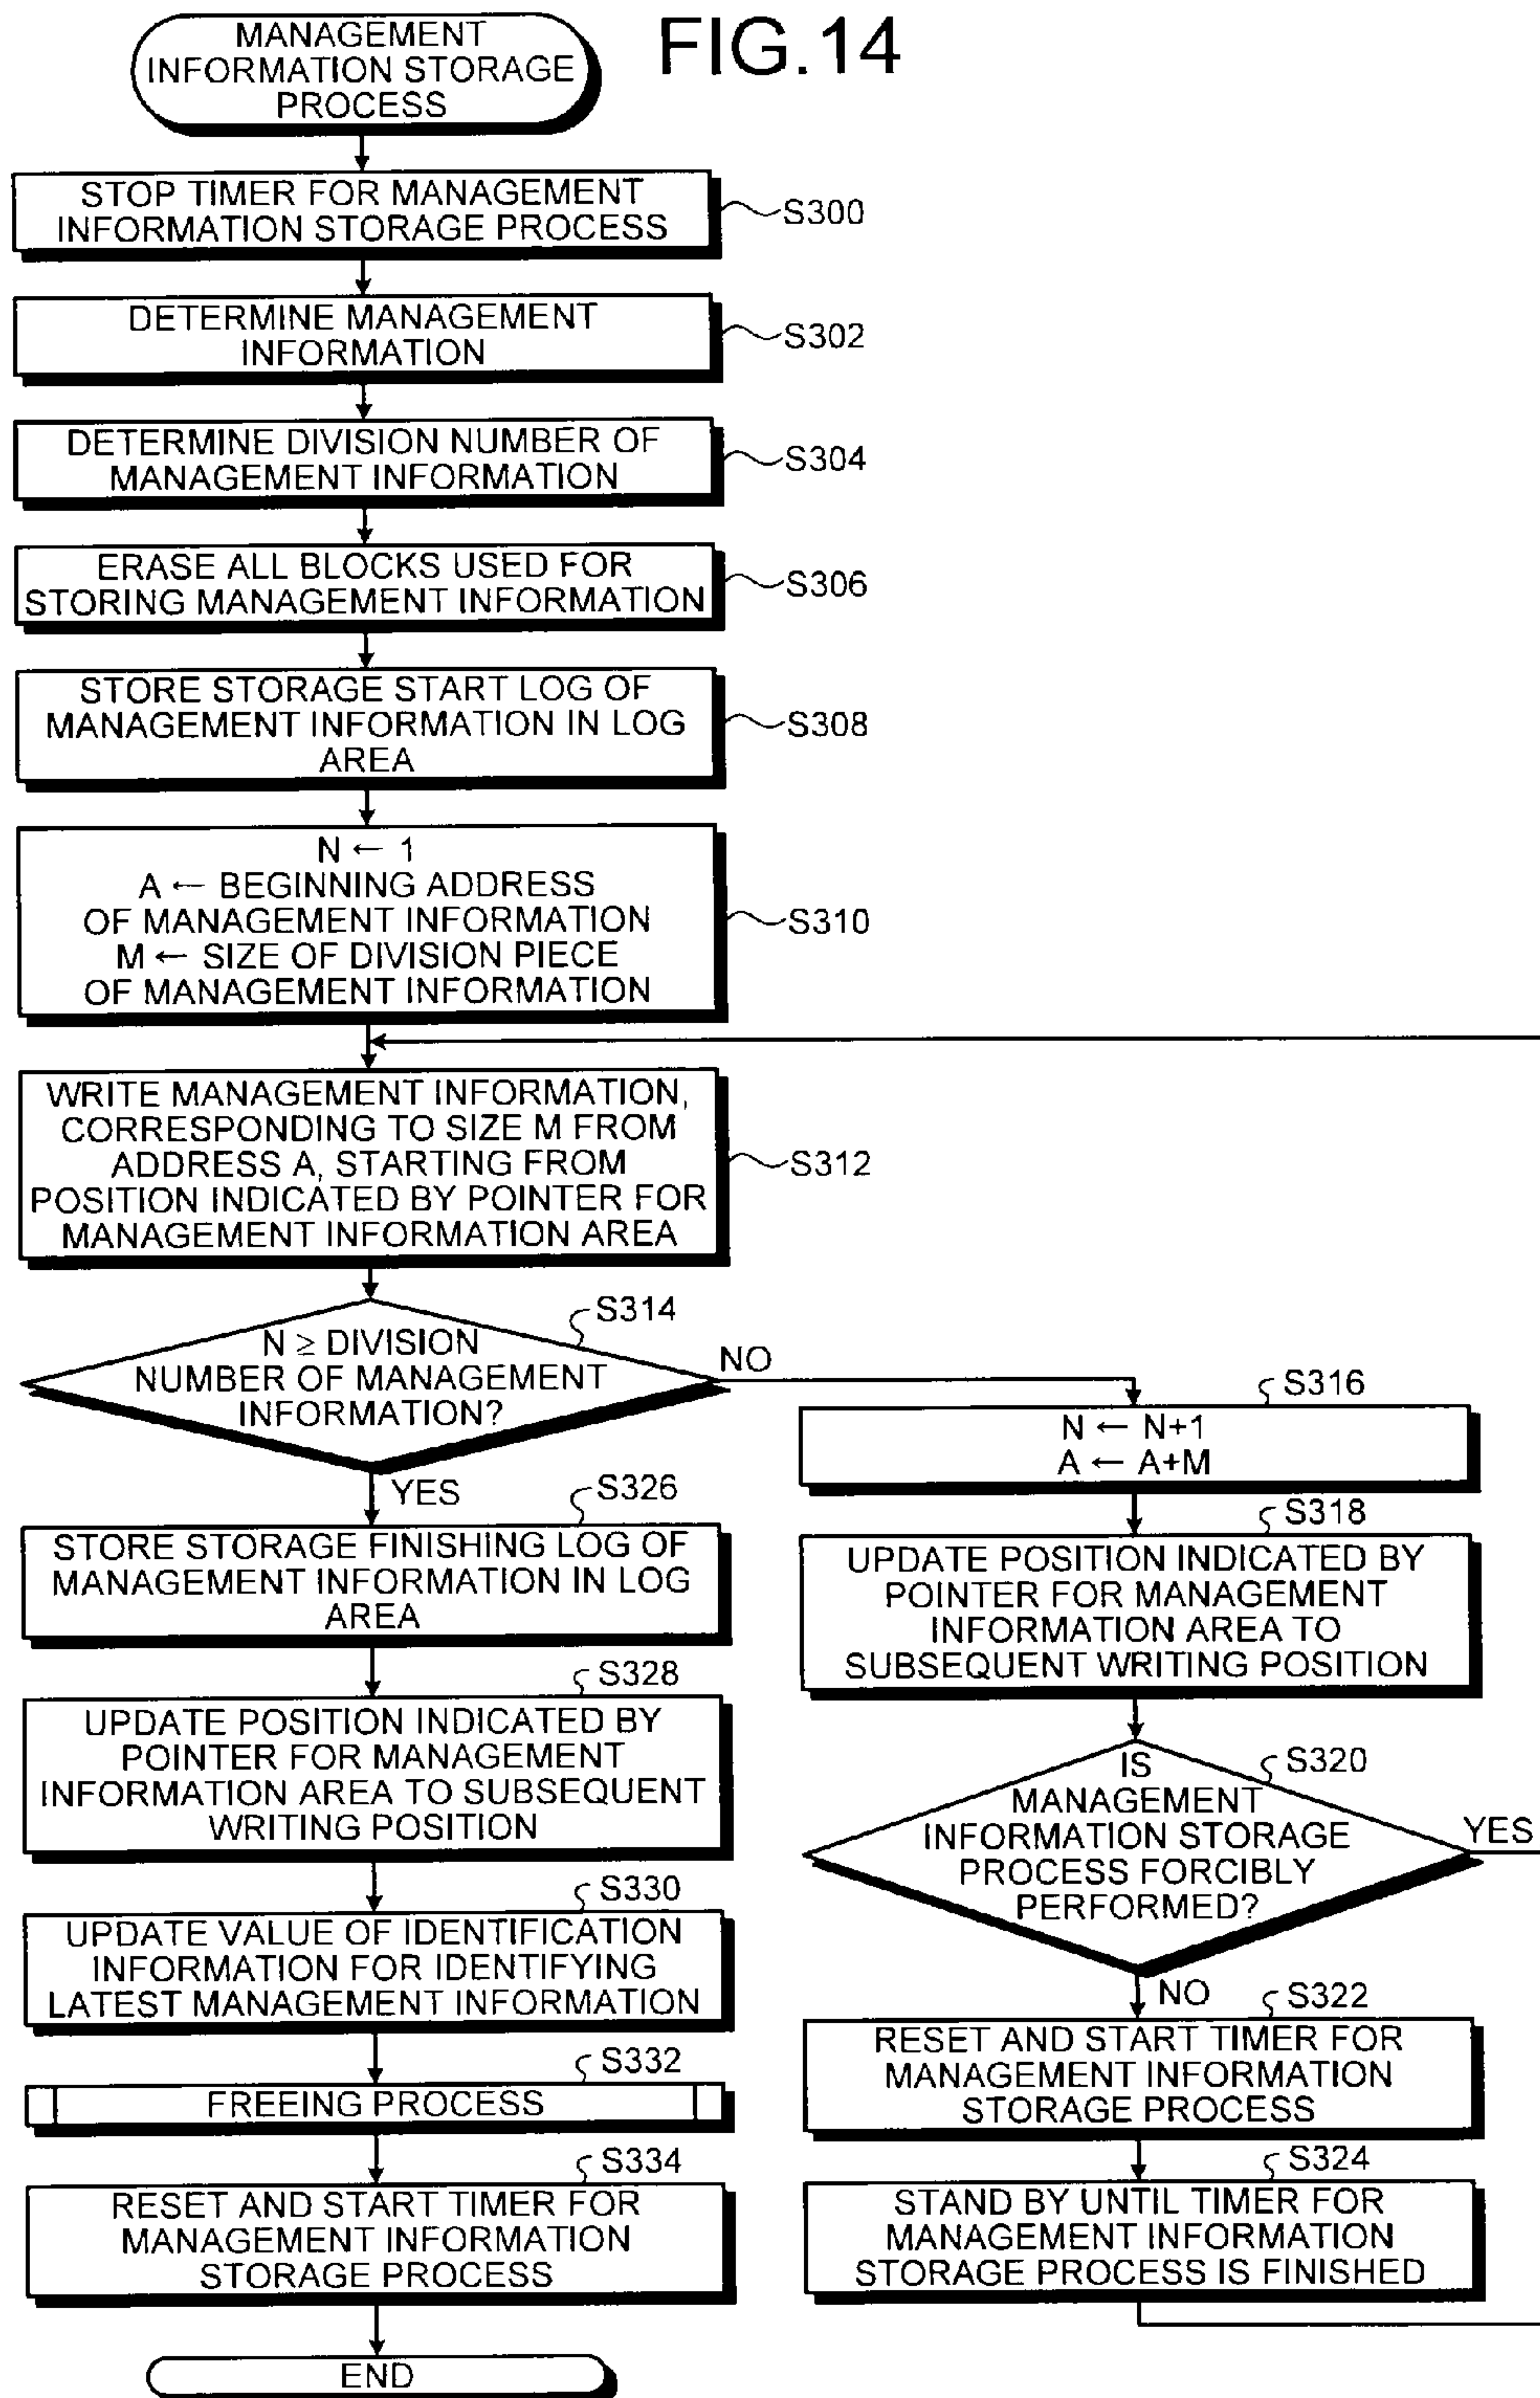 FIG.14
MANAGEMENT
INFORMATION STORAGE
PROCESS
STOP TIMER FOR MANAGEMENT
INFORMATION STORAGE PROCESS
S300
DETERMINE MANAGEMENT
INFORMATION
S302
DETERMINE DIVISION NUMBER OF
MANAGEMENT INFORMATION
S304
ERASE ALL BLOCKS USED FOR
STORING MANAGEMENT INFORMATION
S306
STORE STORAGE START LOG OF
MANAGEMENT INFORMATION IN LOG
AREA
S308
N ← 1
A ← BEGINNING ADDRESS
OF MANAGEMENT INFORMATION
M ← SIZE OF DIVISION PIECE
OF MANAGEMENT INFORMATION
S310
WRITE MANAGEMENT INFORMATION,
CORRESPONDING TO SIZE M FROM
ADDRESS A, STARTING FROM
POSITION INDICATED BY POINTER FOR
MANAGEMENT INFORMATION AREA
S312
S314
N ≥ DIVISION
NUMBER OF MANAGEMENT
INFORMATION?
NO
YES
S316
N ← N+1
A ← A+M
S318
UPDATE POSITION INDICATED BY
POINTER FOR MANAGEMENT
INFORMATION AREA TO
SUBSEQUENT WRITING POSITION
S320
IS
MANAGEMENT
INFORMATION STORAGE
PROCESS FORCIBLY
PERFORMED?
YES
NO
S322
RESET AND START TIMER FOR
MANAGEMENT INFORMATION
STORAGE PROCESS
S324
STAND BY UNTIL TIMER FOR
MANAGEMENT INFORMATION
STORAGE PROCESS IS FINISHED
S326
STORE STORAGE FINISHING LOG OF
MANAGEMENT INFORMATION IN LOG
AREA
S328
UPDATE POSITION INDICATED BY
POINTER FOR MANAGEMENT
INFORMATION AREA TO SUBSEQUENT
WRITING POSITION
S330
UPDATE VALUE OF IDENTIFICATION
INFORMATION FOR IDENTIFYING
LATEST MANAGEMENT INFORMATION
S332
FREEING PROCESS
S334
RESET AND START TIMER FOR
MANAGEMENT INFORMATION
STORAGE PROCESS
END